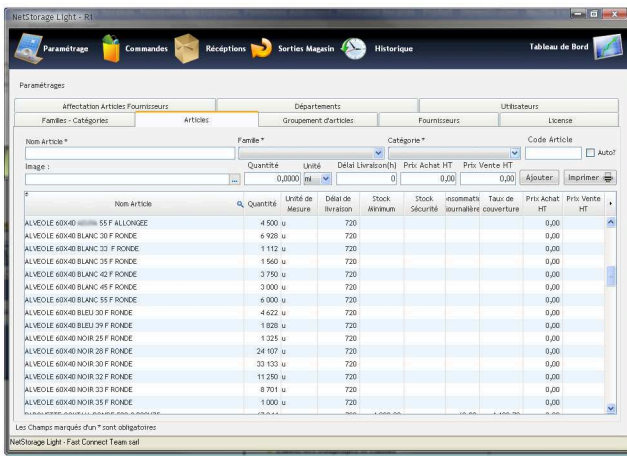 NetStorage Light - R1
Paramétrage Commandes Récéptions Sorties Magasin Historique Tableau de Bord
Paramétrages
Affectation Articles Fournisseurs Départements Utilisateurs
Familles - Catégories Articles Groupement d'articles Fournisseurs License
Nom Article * Famille * Catégorie * Code Article
Auto?
Image : Quantité Unité Délai Livraison(h) Prix Achat HT Prix Vente HT
... 0,0000 ml 0 0,00 0,00 Ajouter Imprimer
Nom Article Quantité Unité de Mesure Délai de livraison Stock Minimum Stock Sécurité onsommati journalière Taux de couverture Prix Achat HT Prix Vente HT
ALVEOLE 60X40 55 F ALLONGEE 4 500 u 720 0,00
ALVEOLE 60X40 BLANC 30 F RONDE 6 928 u 720 0,00
ALVEOLE 60X40 BLANC 33 F RONDE 1 112 u 720 0,00
ALVEOLE 60X40 BLANC 35 F RONDE 1 560 u 720 0,00
ALVEOLE 60X40 BLANC 42 F RONDE 3 750 u 720 0,00
ALVEOLE 60X40 BLANC 45 F RONDE 3 000 u 720 0,00
ALVEOLE 60X40 BLANC 55 F RONDE 6 000 u 720 0,00
ALVEOLE 60X40 BLEU 30 F RONDE 4 622 u 720 0,00
ALVEOLE 60X40 BLEU 39 F RONDE 1 828 u 720 0,00
ALVEOLE 60X40 NOIR 25 F RONDE 1 325 u 720 0,00
ALVEOLE 60X40 NOIR 28 F RONDE 24 107 u 720 0,00
ALVEOLE 60X40 NOIR 30 F RONDE 33 133 u 720 0,00
ALVEOLE 60X40 NOIR 32 F RONDE 11 250 u 720 0,00
ALVEOLE 60X40 NOIR 33 F RONDE 8 701 u 720 0,00
ALVEOLE 60X40 NOIR 35 F RONDE 1 000 u 720 0,00
Les Champs marqués d'un * sont obligatoires
NetStorage Light - Fast Connect Team sarl